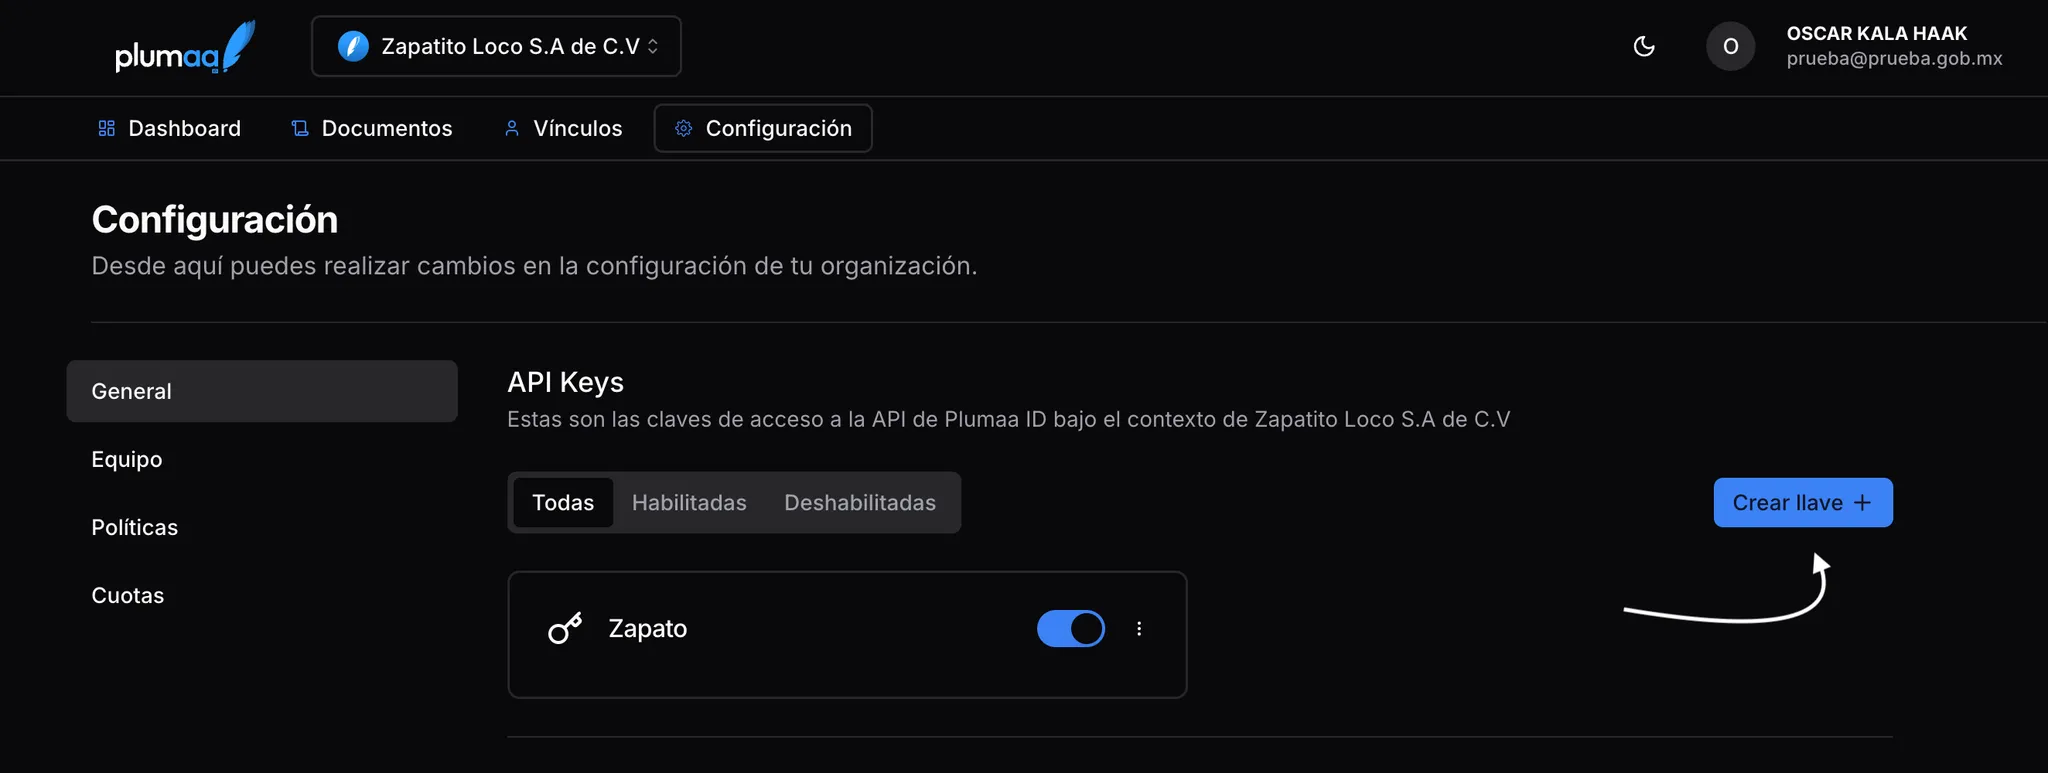 plumaa
Zapatito Loco S.A de C.V
O
OSCAR KALA HAAK
prueba@prueba.gob.mx
Dashboard
Documentos
Vínculos
Configuración
Configuración
Desde aquí puedes realizar cambios en la configuración de tu organización.
General
Equipo
Políticas
Cuotas
API Keys
Estas son las claves de acceso a la API de Plumaa ID bajo el contexto de Zapatito Loco S.A de C.V
Todas
Habilitadas
Deshabilitadas
Crear llave +
Zapato